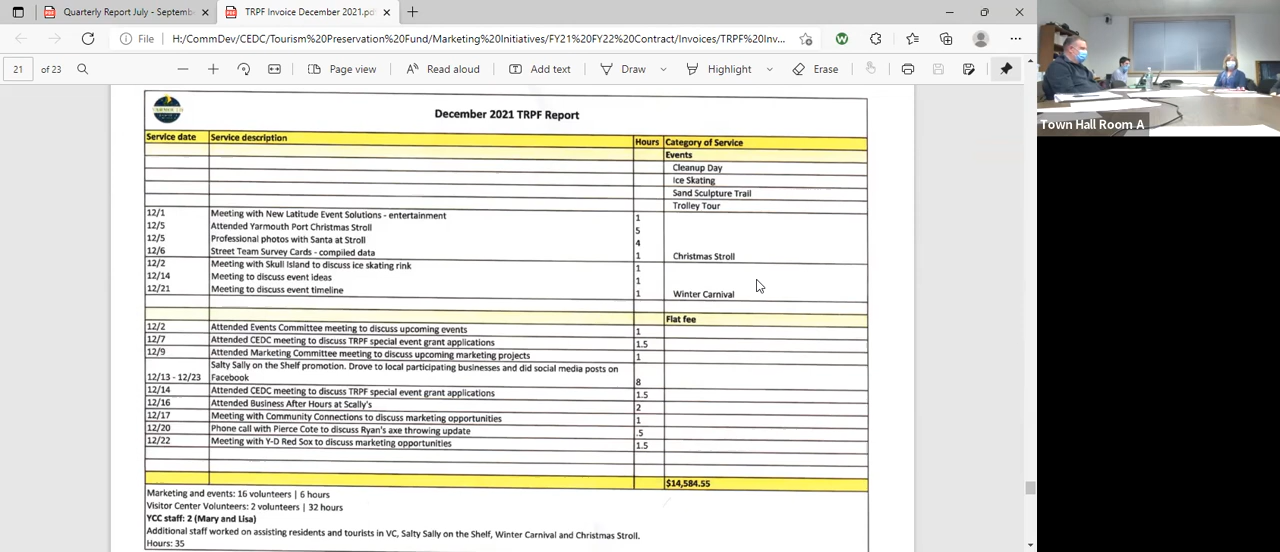 Quarterly Report July - Septemb
TRPF Invoice December 2021.pd
File
H:/CommDev/CEDC/Tourism%20Preservation%20Fund/Marketing%20Initiatives/FY21%20FY22%20Contract/Invoices/TRPF%20Inv...
21 of 23
Page view
Read aloud
Add text
Draw
Highlight
Erase
Town Hall Room A
December 2021 TRPF Report
Service date Service description Hours Category of Service
Events
Cleanup Day
Ice Skating
Sand Sculpture Trail
Trolley Tour
12/1 Meeting with New Latitude Event Solutions - entertainment 1
12/5 Attended Yarmouth Port Christmas Stroll 5
12/5 Professional photos with Santa at Stroll 4
12/6 Street Team Survey Cards - compiled data 1 Christmas Stroll
12/2 Meeting with Skull Island to discuss ice skating rink 1
12/14 Meeting to discuss event ideas 1
12/21 Meeting to discuss event timeline 1 Winter Carnival
Flat fee
12/2 Attended Events Committee meeting to discuss upcoming events 1
12/7 Attended CEDC meeting to discuss TRPF special event grant applications 1.5
12/9 Attended Marketing Committee meeting to discuss upcoming marketing projects 1
Salty Sally on the Shelf promotion. Drove to local participating businesses and did social media posts on
12/13 - 12/23 Facebook 8
12/14 Attended CEDC meeting to discuss TRPF special event grant applications 1.5
12/16 Attended Business After Hours at Scally's 2
12/17 Meeting with Community Connections to discuss marketing opportunities 1
12/20 Phone call with Pierce Cote to discuss Ryan's axe throwing update .5
12/22 Meeting with Y-D Red Sox to discuss marketing opportunities 1.5
$14,584.55
Marketing and events: 16 volunteers | 6 hours
Visitor Center Volunteers: 2 volunteers | 32 hours
YCC staff: 2 (Mary and Lisa)
Additional staff worked on assisting residents and tourists in VC, Salty Sally on the Shelf, Winter Carnival and Christmas Stroll.
Hours: 35